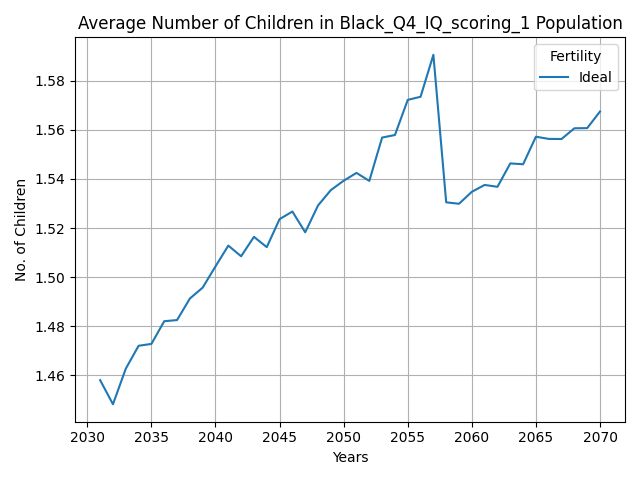 Average Number of Children in Black_Q4_IQ_scoring_1 Population
Fertility
Ideal
No. of Children
1.58
1.56
1.54
1.52
1.50
1.48
1.46
2030 2035 2040 2045 2050 2055 2060 2065 2070
Years